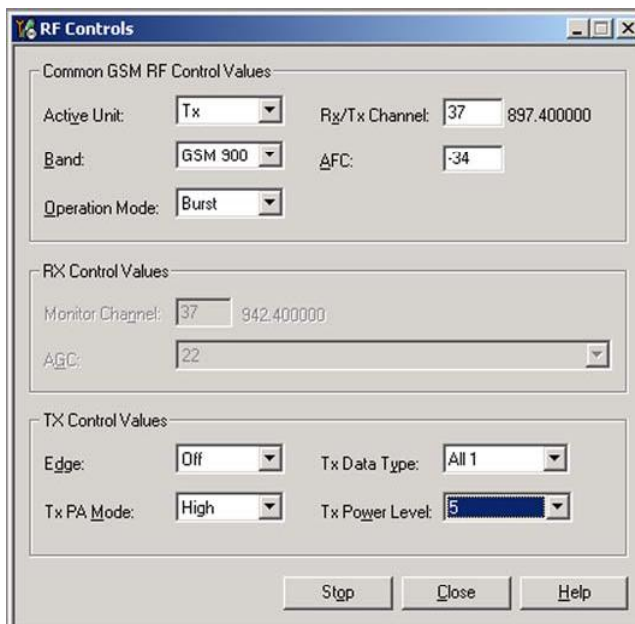 RF Controls
Common GSM RF Control Values
Active Unit: Tx Rx/Tx Channel: 37 897.400000
Band: GSM 900 AFC: -34
Operation Mode: Burst
RX Control Values
Monitor Channel: 37 942.400000
AGC: 22
TX Control Values
Edge: Off Tx Data Type: All 1
Tx PA Mode: High Tx Power Level: 5
Stop Close Help